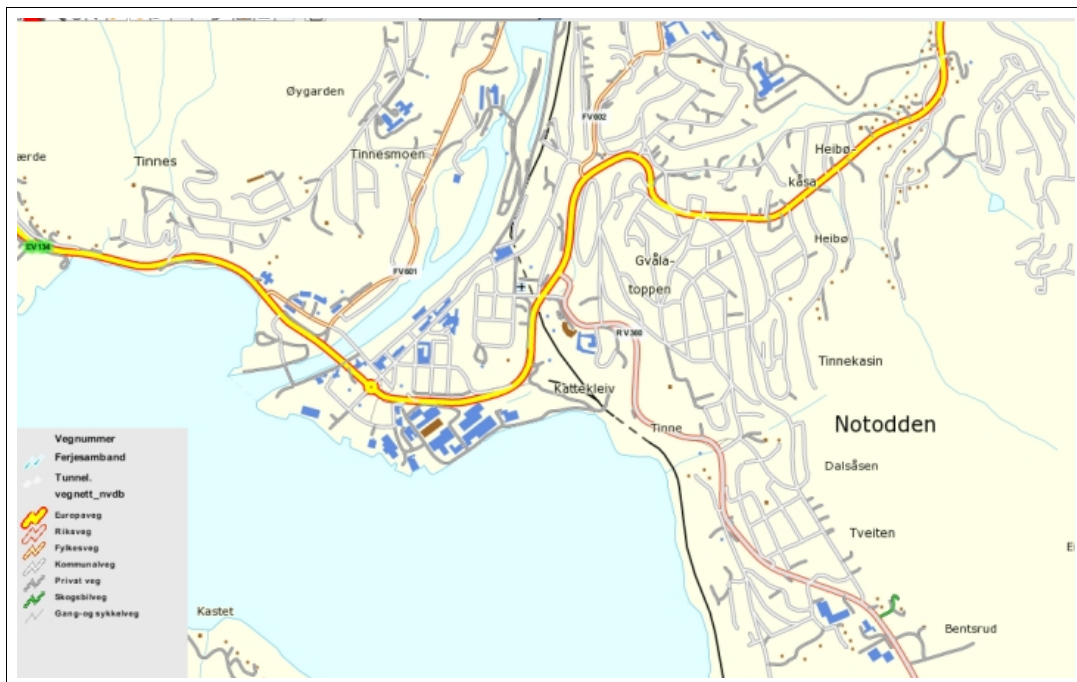 Øygarden
FV602
ærde
Tinnes
Tinnesmoen
Heibø-
kåsa
EV134
FV601
Heibø
Gvåla-
toppen
RV360
Tinnekasin
Kattekleiv
Tinne
Notodden
Dalsåsen
Tveiten
Bentsrud
Kastet
Vegnummer
Ferjesamband
Tunnel.
vegnett_nvdb
Europaveg
Riksveg
Fylkesveg
Kommunalveg
Privat veg
Skogsbilveg
Gang-og sykkelveg